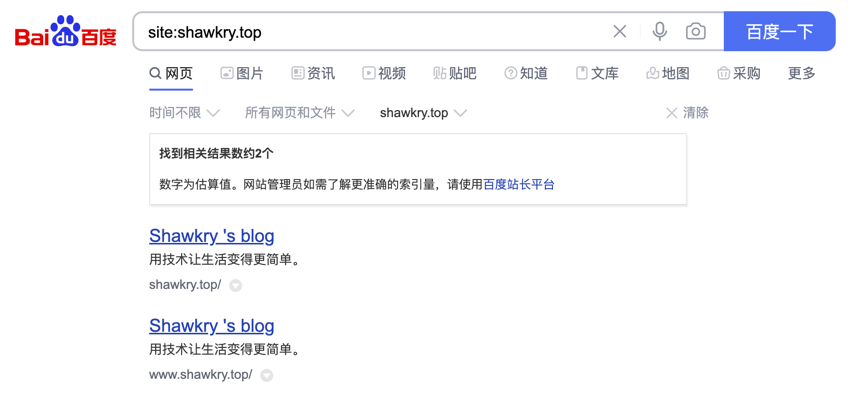 Bai du 百度 site:shawkry.top 百度一下
网页 图片 资讯 视频 贴吧 知道 文库 地图 采购 更多
时间不限 所有网页和文件 shawkry.top 清除
找到相关结果数约2个
数字为估算值。网站管理员如需了解更准确的索引量，请使用百度站长平台
Shawkry 's blog
用技术让生活变得更简单。
shawkry.top/
Shawkry 's blog
用技术让生活变得更简单。
www.shawkry.top/